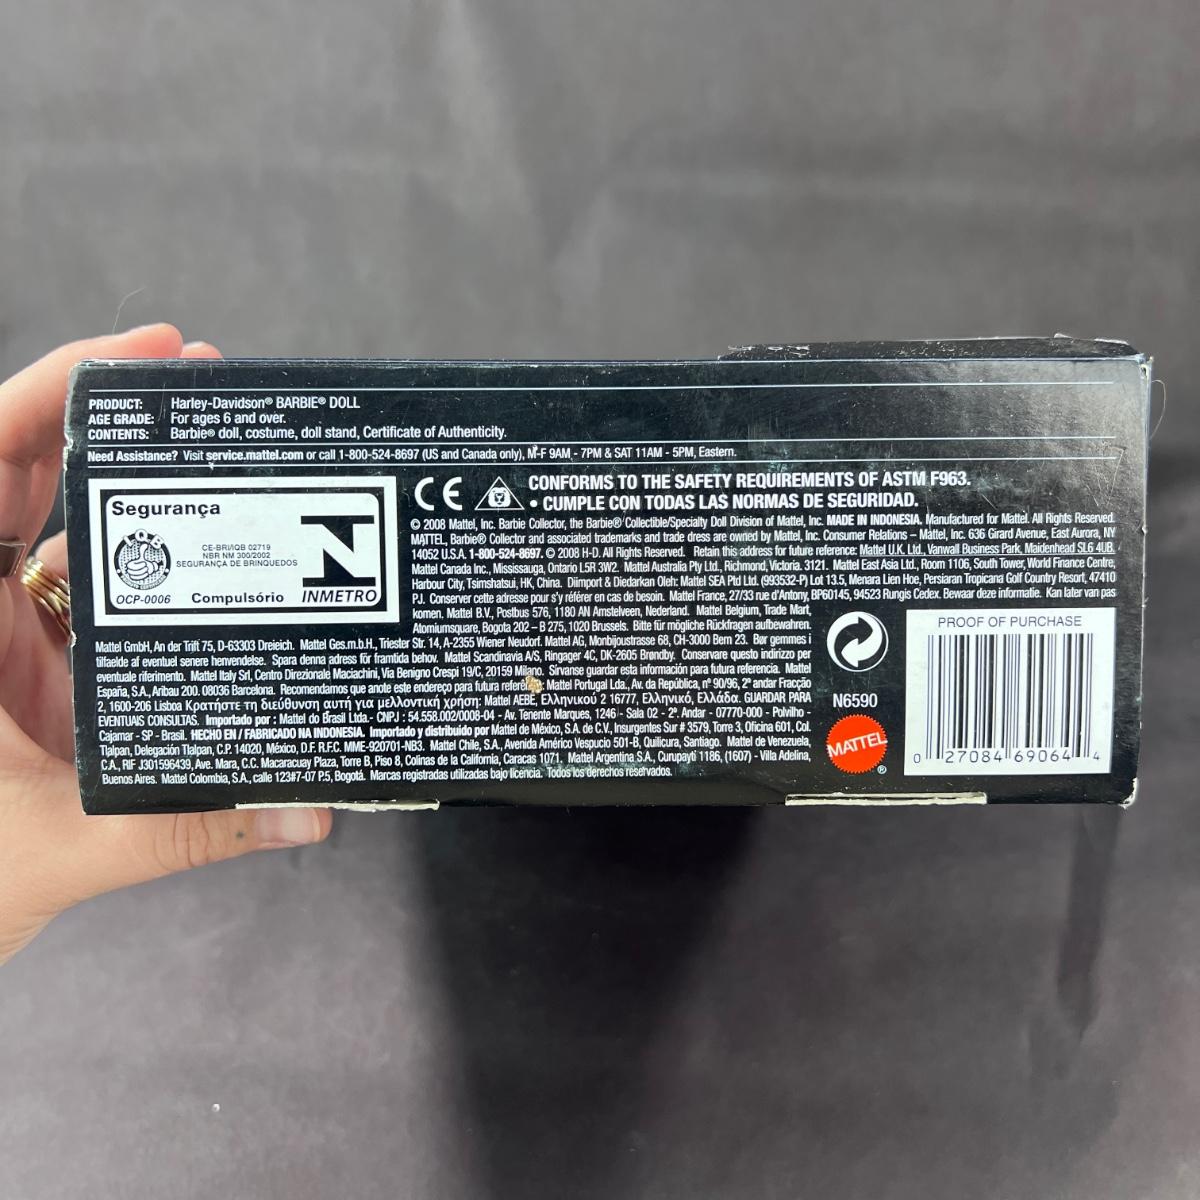 PRODUCT: Harley-Davidson® BARBIE® DOLL
AGE GRADE: For ages 6 and over.
CONTENTS: Barbie® doll, costume, doll stand, Certificate of Authenticity.
Need Assistance? Visit service.mattel.com or call 1-800-524-8697 (US and Canada only), M-F 9AM - 7PM & SAT 11AM - 5PM, Eastern.
Segurança
IQB
CE-BRI/IQB 02719
NBR NM 300/2002
SEGURANÇA DE BRINQUEDOS
OCP-0006 Compulsório INMETRO
CE
CONFORMS TO THE SAFETY REQUIREMENTS OF ASTM F963.
• CUMPLE CON TODAS LAS NORMAS DE SEGURIDAD.
© 2008 Mattel, Inc. Barbie Collector, the Barbie® Collectible/Specialty Doll Division of Mattel, Inc. MADE IN INDONESIA. Manufactured for Mattel. All Rights Reserved.
MATTEL, Barbie® Collector and associated trademarks and trade dress are owned by Mattel, Inc. Consumer Relations – Mattel, Inc. 636 Girard Avenue, East Aurora, NY
14052 U.S.A. 1-800-524-8697. © 2008 H-D. All Rights Reserved. Retain this address for future reference: Mattel U.K. Ltd., Vanwall Business Park, Maidenhead SL6 4UB.
Mattel Canada Inc., Mississauga, Ontario L5R 3W2. Mattel Australia Pty Ltd., Richmond, Victoria. 3121. Mattel East Asia Ltd., Room 1106, South Tower, World Finance Centre,
Harbour City, Tsimshatsui, HK, China. Diimport & Diedarkan Oleh: Mattel SEA Ptd Ltd. (993532-P) Lot 13.5, Menara Lien Hoe, Persiaran Tropicana Golf Country Resort, 47410
PJ. Conserver cette adresse pour s'y référer en cas de besoin. Mattel France, 27/33 rue d'Antony, BP60145, 94523 Rungis Cedex. Bewaar deze informatie. Kan later van pas
komen. Mattel B.V., Postbus 576, 1180 AN Amstelveen, Nederland. Mattel Belgium, Trade Mart,
Atomiumsquare, Bogota 202 – B 275, 1020 Brussels. Bitte für mögliche Rückfragen aufbewahren.
Mattel GmbH, An der Trift 75, D-63303 Dreieich. Mattel Ges.m.b.H., Triester Str. 14, A-2355 Wiener Neudorf. Mattel AG, Monbijoustrasse 68, CH-3000 Bern 23. Bør gemmes i
tilfaelde af eventuel senere henvendelse. Spara denna adress för framtida behov. Mattel Scandinavia A/S, Ringager 4C, DK-2605 Brøndby. Conservare questo indirizzo per
eventuale riferimento. Mattel Italy Srl, Centro Direzionale Maciachini, Via Benigno Crespi 19/C, 20159 Milano. Sirvanse guardar esta información para futura referencia. Mattel
España, S.A., Aribau 200. 08036 Barcelona. Recomendamos que anote este endereço para futura Mattel Portugal Lda., Av. da República, nº 90/96, 2º andar Fracção
2, 1600-206 Lisboa Κρατήστε τη διεύθυνση αυτή για μελλοντική χρήση: Mattel AEBE, Ελληνικού 2 16777, Ελληνικό, Ελλάδα. GUARDAR PARA
EVENTUAIS CONSULTAS. Importado por : Mattel do Brasil Ltda.- CNPJ : 54.558.002/0008-04 - Av. Tenente Marques, 1246 - Sala 02 - 2º. Andar - 07770-000 - Polvilho -
Cajamar - SP - Brasil. HECHO EN / FABRICADO NA INDONESIA. Importado y distribuido por Mattel de México, S.A. de C.V., Insurgentes Sur # 3579, Torre 3, Oficina 601, Col.
Tlalpan, Delegación Tlalpan, C.P. 14020, México, D.F. R.F.C. MME-920701-NB3. Mattel Chile, S.A., Avenida Américo Vespucio 501-B, Quilicura, Santiago. Mattel de Venezuela,
C.A., RIF J301596439, Ave. Mara, C.C. Macaracuay Plaza, Torre B, Piso 8, Colinas de la California, Caracas 1071. Mattel Argentina S.A., Curupayti 1186, (1607) - Villa Adelina,
Buenos Aires. Mattel Colombia, S.A., calle 123#7-07 P.5, Bogotá. Marcas registradas utilizadas bajo licencia. Todos los derechos reservados.
N6590
MATTEL®
PROOF OF PURCHASE
0 27084 69064 4